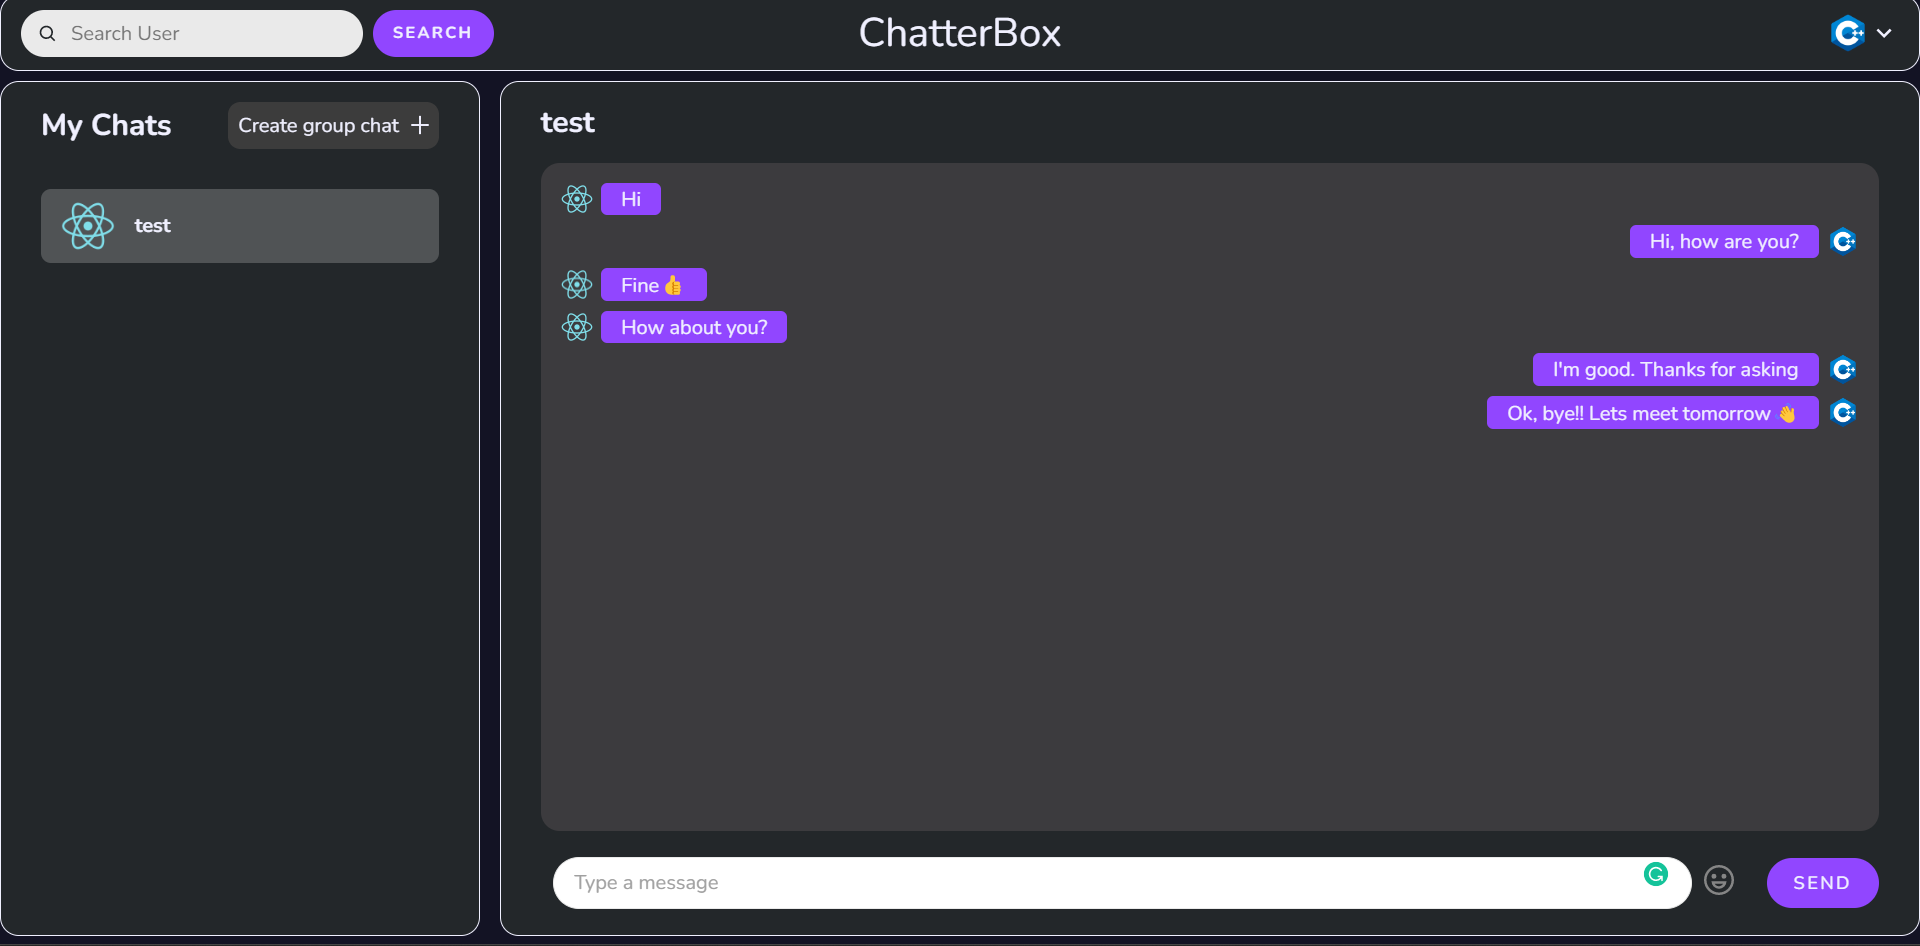 Search User
SEARCH
ChatterBox
My Chats
Create group chat +
test
test
Hi
Hi, how are you?
Fine👍
How about you?
I'm good. Thanks for asking
Ok, bye!! Lets meet tomorrow 👋
Type a message
SEND